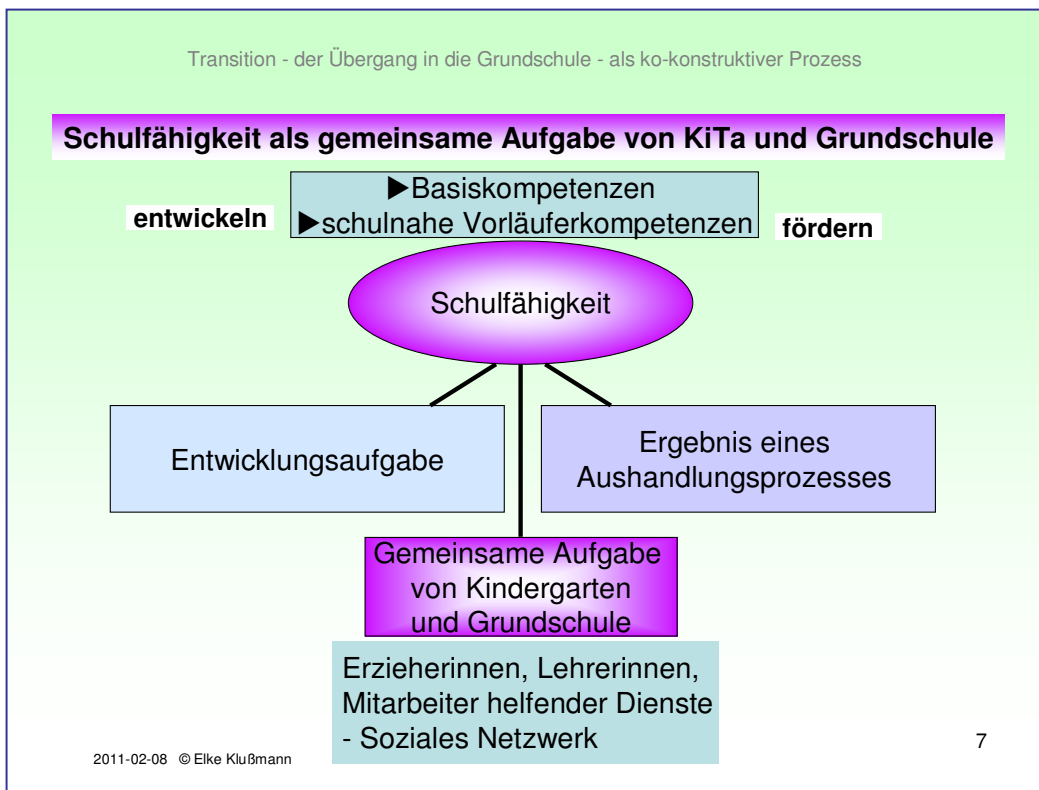 Transition - der Übergang in die Grundschule - als ko-konstruktiver Prozess
Schulfähigkeit als gemeinsame Aufgabe von KiTa und Grundschule
▶Basiskompetenzen
▶schulnahe Vorläuferkompetenzen
entwickeln
fördern
Schulfähigkeit
Entwicklungsaufgabe
Ergebnis eines
Aushandlungsprozesses
Gemeinsame Aufgabe
von Kindergarten
und Grundschule
Erzieherinnen, Lehrerinnen,
Mitarbeiter helfender Dienste
- Soziales Netzwerk
2011-02-08 © Elke Klußmann
7